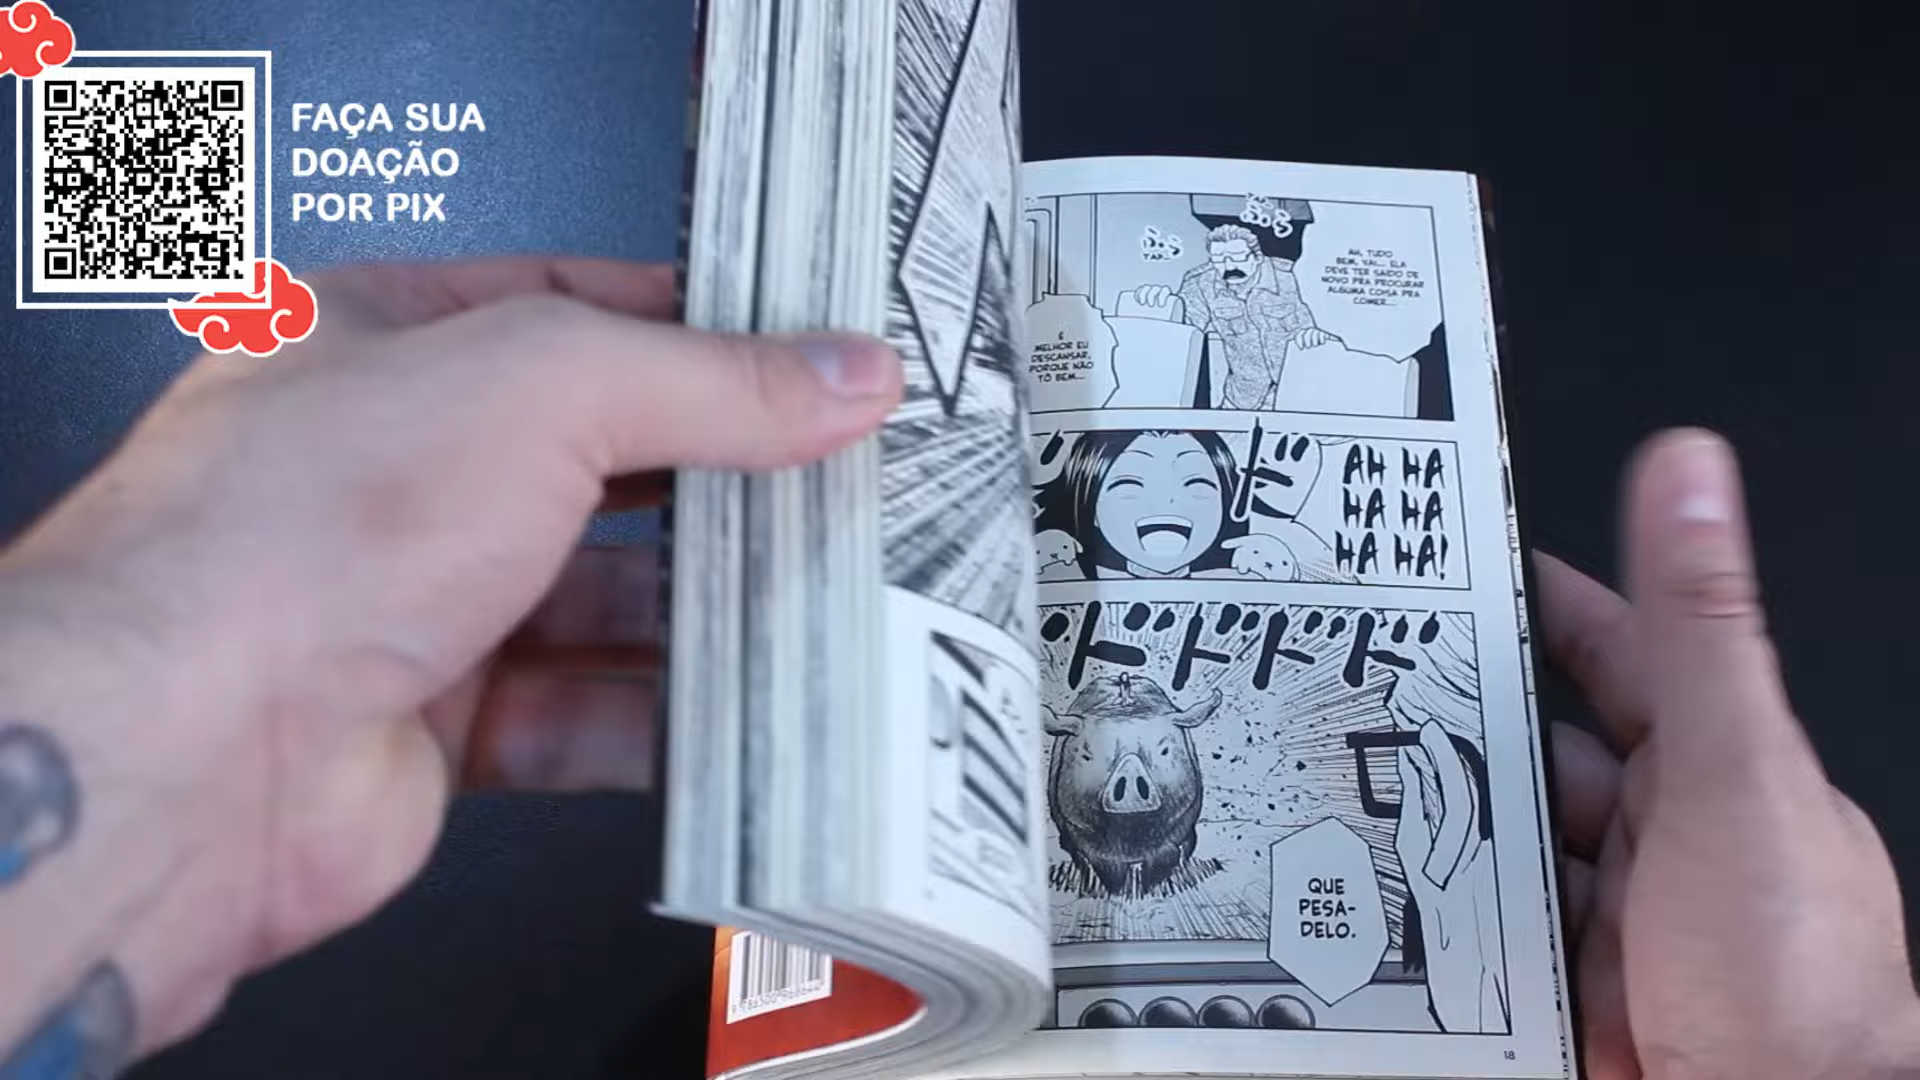 FAÇA SUA
DOAÇÃO
POR PIX
AH, TUDO
BEM, VAI... ELA
DEVE TER SAÍDO DE
NOVO PRA PROCURAR
ALGUMA COISA PRA
COMER...
TAP...
É
MELHOR EU
DESCANSAR,
PORQUE NÃO
TÔ BEM...
ド
AH HA
HA HA
HA HA!
ドドドド
QUE
PESA-
DELO.
18